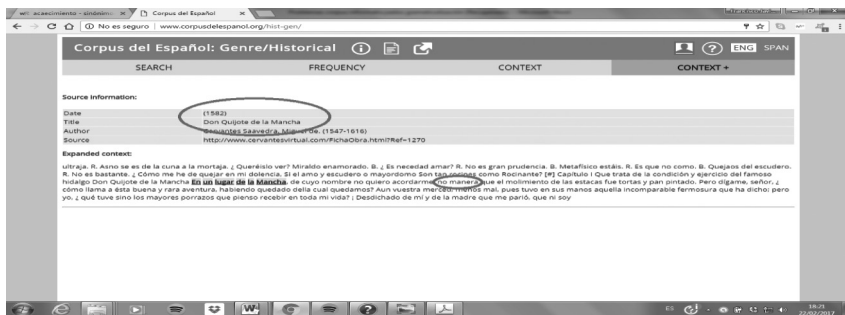 acaecimiento - sinónim
Corpus del Español
No es seguro | www.corpusdelespanol.org/hist-gen/
Corpus del Español: Genre/Historical
ENG SPAN
SEARCH FREQUENCY CONTEXT CONTEXT +
Source Information:
Date (1582)
Title Don Quijote de la Mancha
Author Cervantes Saavedra, Miguel de. (1547-1616)
Source http://www.cervantesvirtual.com/FichaObra.html?Ref=1270
Expanded context:
ultraja. R. Asno se es de la cuna a la mortaja. ¿ Queréislo ver? Miraldo enamorado. B. ¿ Es necedad amar? R. No es gran prudencia. B. Metafísico estáis. R. Es que no como. B. Quejaos del escudero.
R. No es bastante. ¿ Cómo me he de quejar en mi dolencia, Si el amo y escudero o mayordomo Son tan rocines como Rocinante? [#] Capítulo I Que trata de la condición y ejercicio del famoso
hidalgo Don Quijote de la Mancha En un lugar de la Mancha, de cuyo nombre no quiero acordarme, no manera que el molimiento de las estacas fue tortas y pan pintado. Pero dígame, señor, ¿
cómo llama a ésta buena y rara aventura, habiendo quedado della cual quedamos? Aun vuestra merced, menos mal, pues tuvo en sus manos aquella incomparable fermosura que ha dicho; pero
yo, ¿ qué tuve sino los mayores porrazos que pienso recebir en toda mi vida? ¡ Desdichado de mí y de la madre que me parió, que ni soy
ES 18:21
22/02/2017